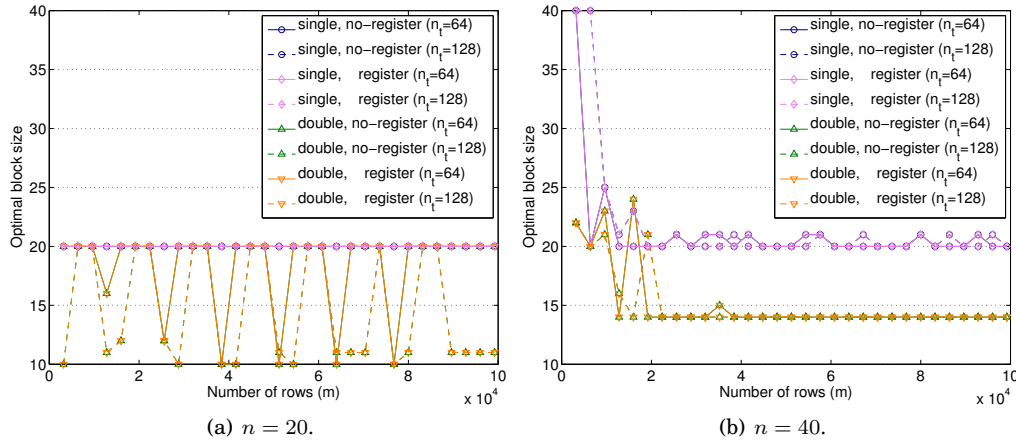 40
35
30
25
20
15
10
Optimal block size
single, no-register (n_t=64)
single, no-register (n_t=128)
single, register (n_t=64)
single, register (n_t=128)
double, no-register (n_t=64)
double, no-register (n_t=128)
double, register (n_t=64)
double, register (n_t=128)
0 2 4 6 8 10
Number of rows (m)
x 10^4
(a) n = 20.
40
35
30
25
20
15
10
Optimal block size
single, no-register (n_t=64)
single, no-register (n_t=128)
single, register (n_t=64)
single, register (n_t=128)
double, no-register (n_t=64)
double, no-register (n_t=128)
double, register (n_t=64)
double, register (n_t=128)
0 2 4 6 8 10
Number of rows (m)
x 10^4
(b) n = 40.